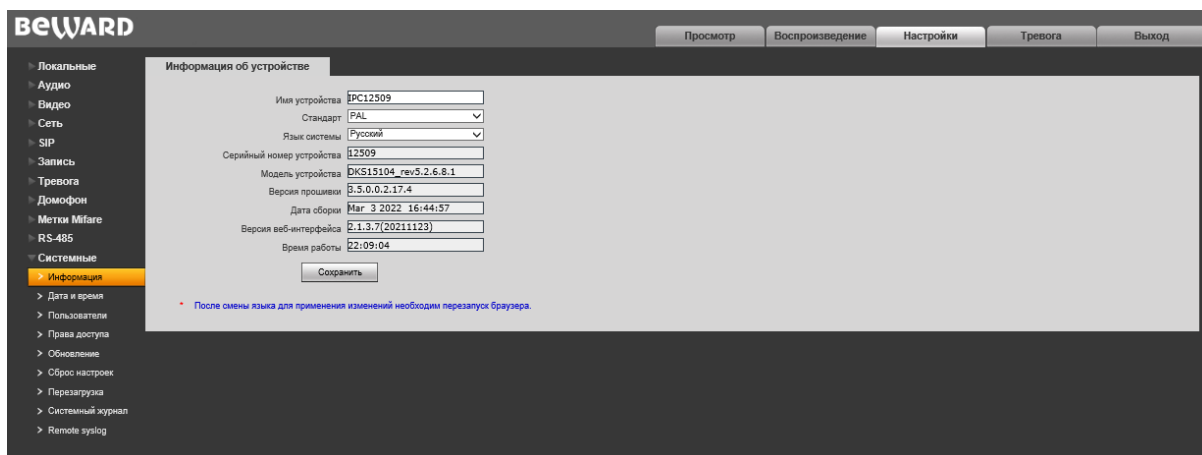 BEWARD
Просмотр
Воспроизведение
Настройки
Тревога
Выход
Локальные
Аудио
Видео
Сеть
SIP
Запись
Тревога
Домофон
Метки Mifare
RS-485
Системные
Информация
Дата и время
Пользователи
Права доступа
Обновление
Сброс настроек
Перезагрузка
Системный журнал
Remote syslog
Информация об устройстве
Имя устройства IPC12509
Стандарт PAL
Язык системы Русский
Серийный номер устройства 12509
Модель устройства DKS15104_rev5.2.6.8.1
Версия прошивки 3.5.0.0.2.17.4
Дата сборки Mar 3 2022 16:44:57
Версия веб-интерфейса 2.1.3.7(20211123)
Время работы 22:09:04
Сохранить
* После смены языка для применения изменений необходим перезапуск браузера.